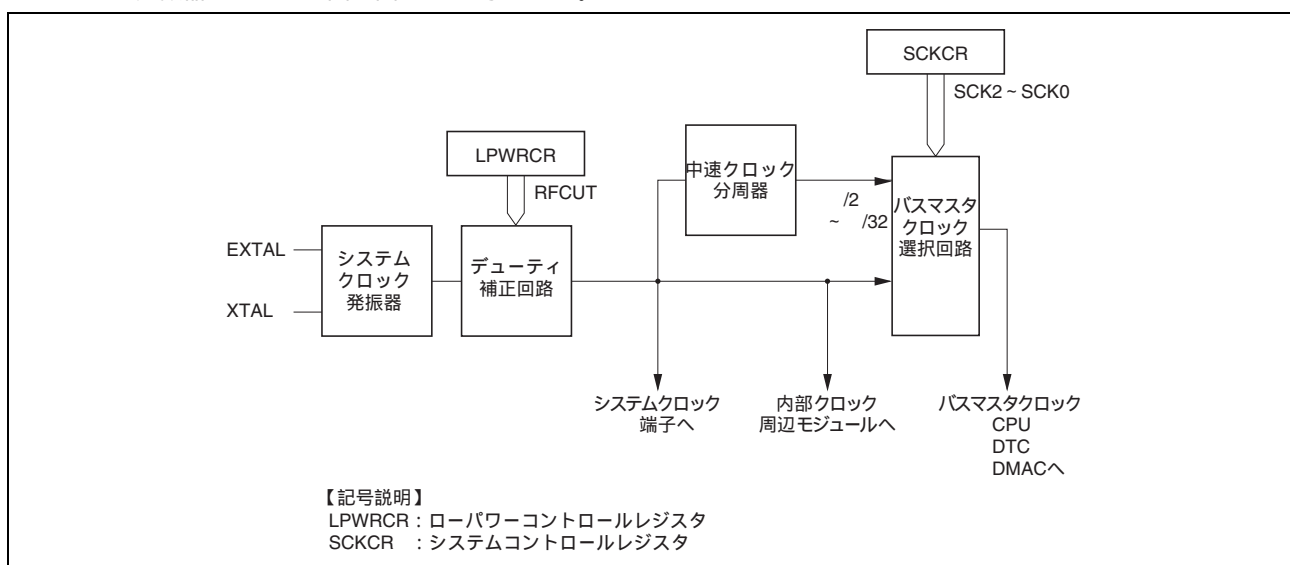 SCKCR
SCK2 ~ SCK0
LPWRCR
RFCUT
中速クロック
分周器
/2
~ /32
バスマスタ
クロック
選択回路
EXTAL
XTAL
システム
クロック
発振器
デューティ
補正回路
システムクロック
端子へ
内部クロック
周辺モジュールへ
バスマスタクロック
CPU
DTC
DMACへ
【記号説明】
LPWRCR : ローパワーコントロールレジスタ
SCKCR : システムコントロールレジスタ